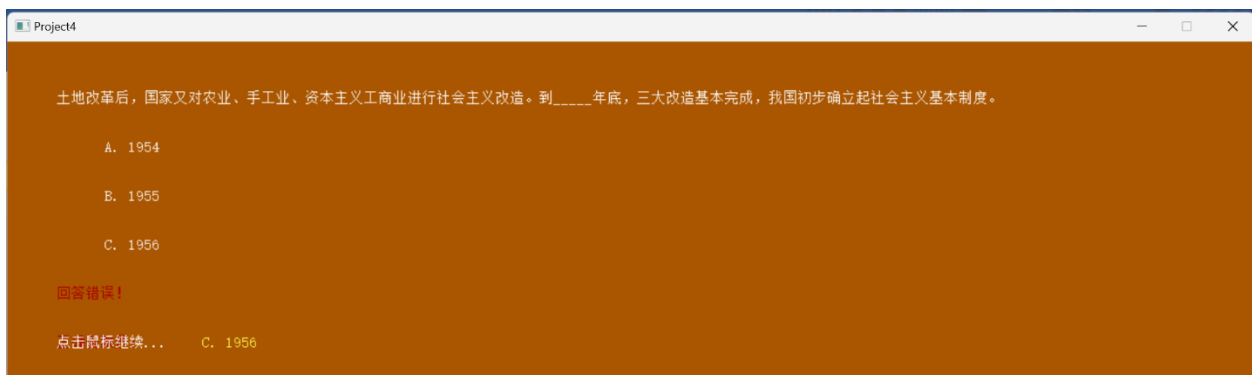 Project4
土地改革后，国家又对农业、手工业、资本主义工商业进行社会主义改造。到_____年底，三大改造基本完成，我国初步确立起社会主义基本制度。
A. 1954
B. 1955
C. 1956
回答错误!
点击鼠标继续... C. 1956